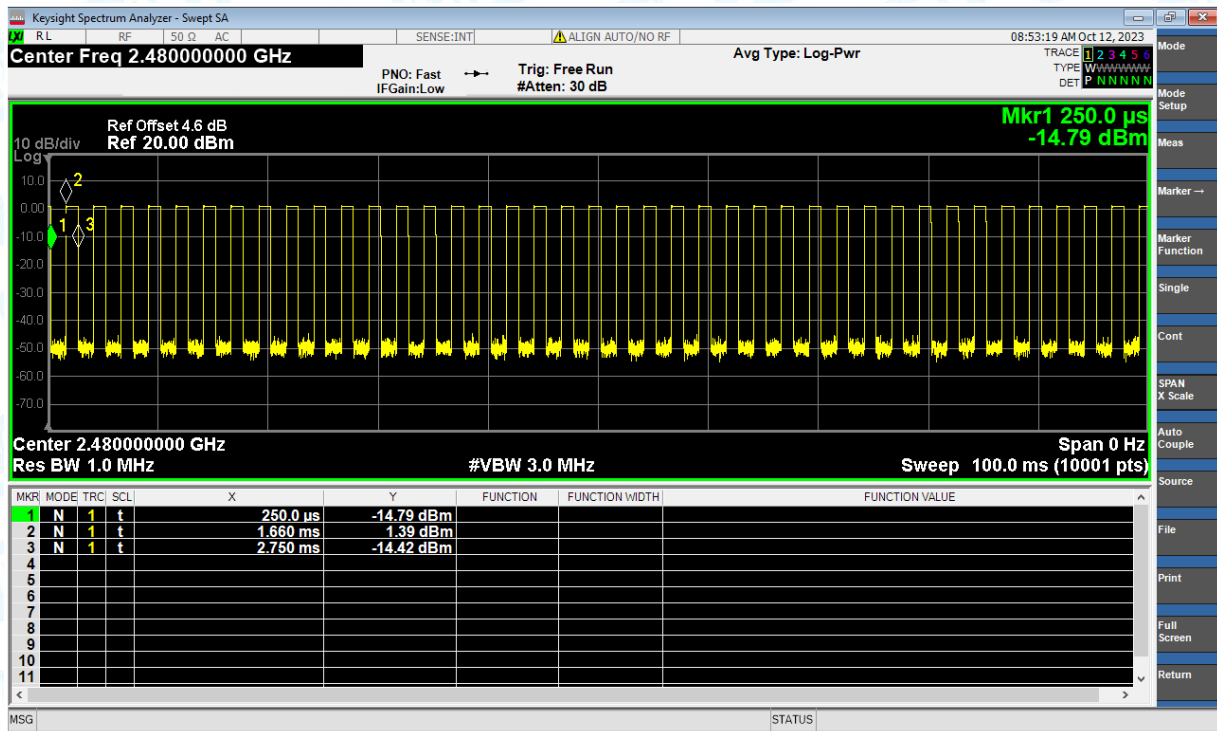 Keysight Spectrum Analyzer - Swept SA
LXI RL RF 50 Ω AC SENSE:INT ALIGN AUTO/NO RF 08:53:19 AM Oct 12, 2023
Center Freq 2.480000000 GHz
PNO: Fast
IFGain:Low
Trig: Free Run
#Atten: 30 dB
Avg Type: Log-Pwr
TRACE 1 2 3 4 5 6
TYPE WWWWWW
DET P N N N N N
Ref Offset 4.6 dB
Ref 20.00 dBm
10 dB/div
Log
Mkr1 250.0 µs
-14.79 dBm
10.0
0.00
-10.0
-20.0
-30.0
-40.0
-50.0
-60.0
-70.0
1
2
3
Center 2.480000000 GHz
Span 0 Hz
Res BW 1.0 MHz
#VBW 3.0 MHz
Sweep 100.0 ms (10001 pts)
MKR MODE TRC SCL X Y FUNCTION FUNCTION WIDTH FUNCTION VALUE
1 N 1 t 250.0 µs -14.79 dBm
2 N 1 t 1.660 ms 1.39 dBm
3 N 1 t 2.750 ms -14.42 dBm
4
5
6
7
8
9
10
11
MSG
STATUS
Mode
Mode
Setup
Meas
Marker →
Marker
Function
Single
Cont
SPAN
X Scale
Auto
Couple
Source
File
Print
Full
Screen
Return